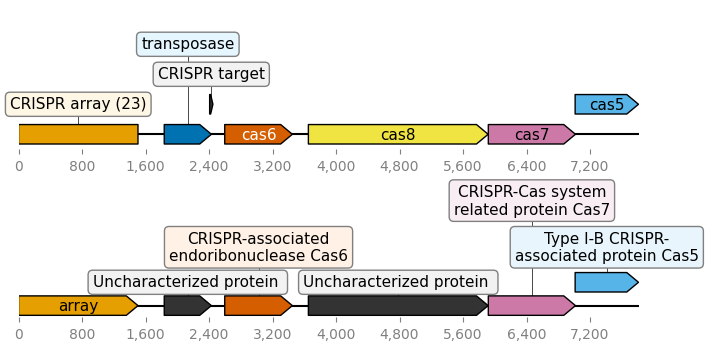 transposase
CRISPR target
CRISPR array (23)
cas5
cas6
cas8
cas7
0 800 1,600 2,400 3,200 4,000 4,800 5,600 6,400 7,200
CRISPR-Cas system
related protein Cas7
CRISPR-associated
endoribonuclease Cas6
Type I-B CRISPR-
associated protein Cas5
Uncharacterized protein
Uncharacterized protein
array
0 800 1,600 2,400 3,200 4,000 4,800 5,600 6,400 7,200